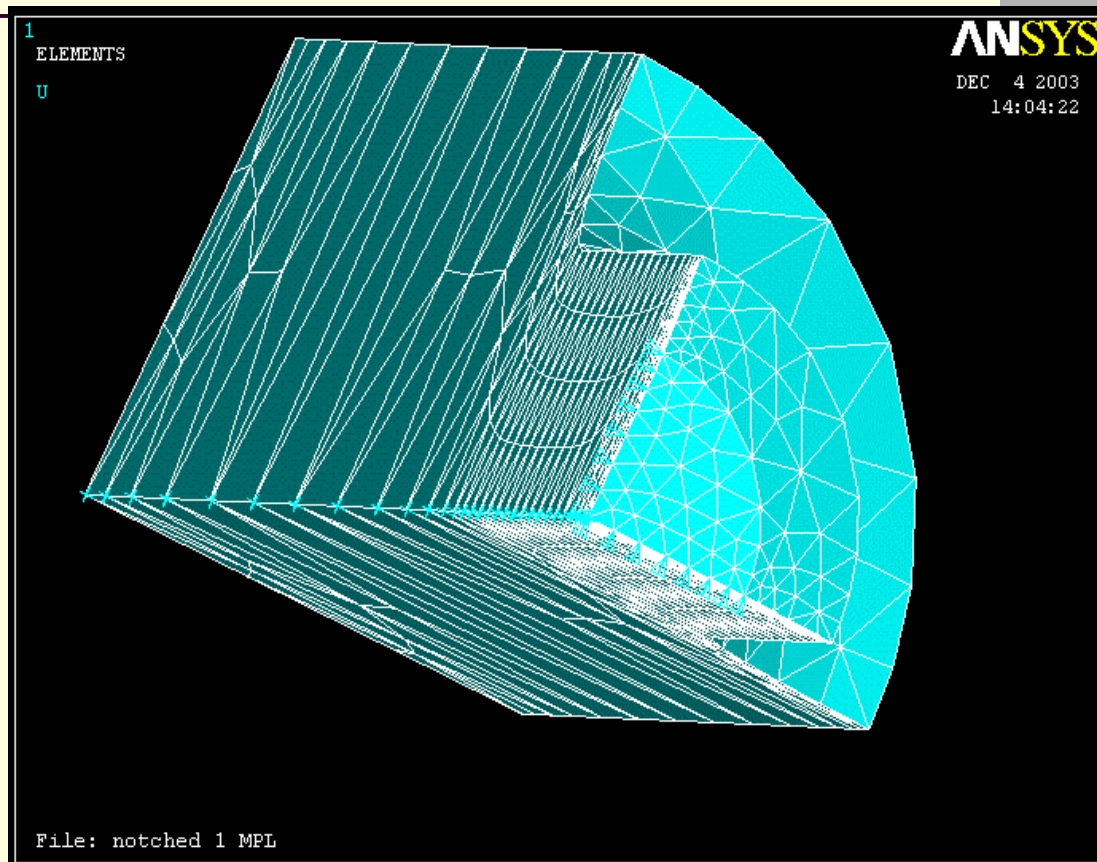 1
ELEMENTS
U
ANSYS
DEC 4 2003
14:04:22
File: notched 1 MPL